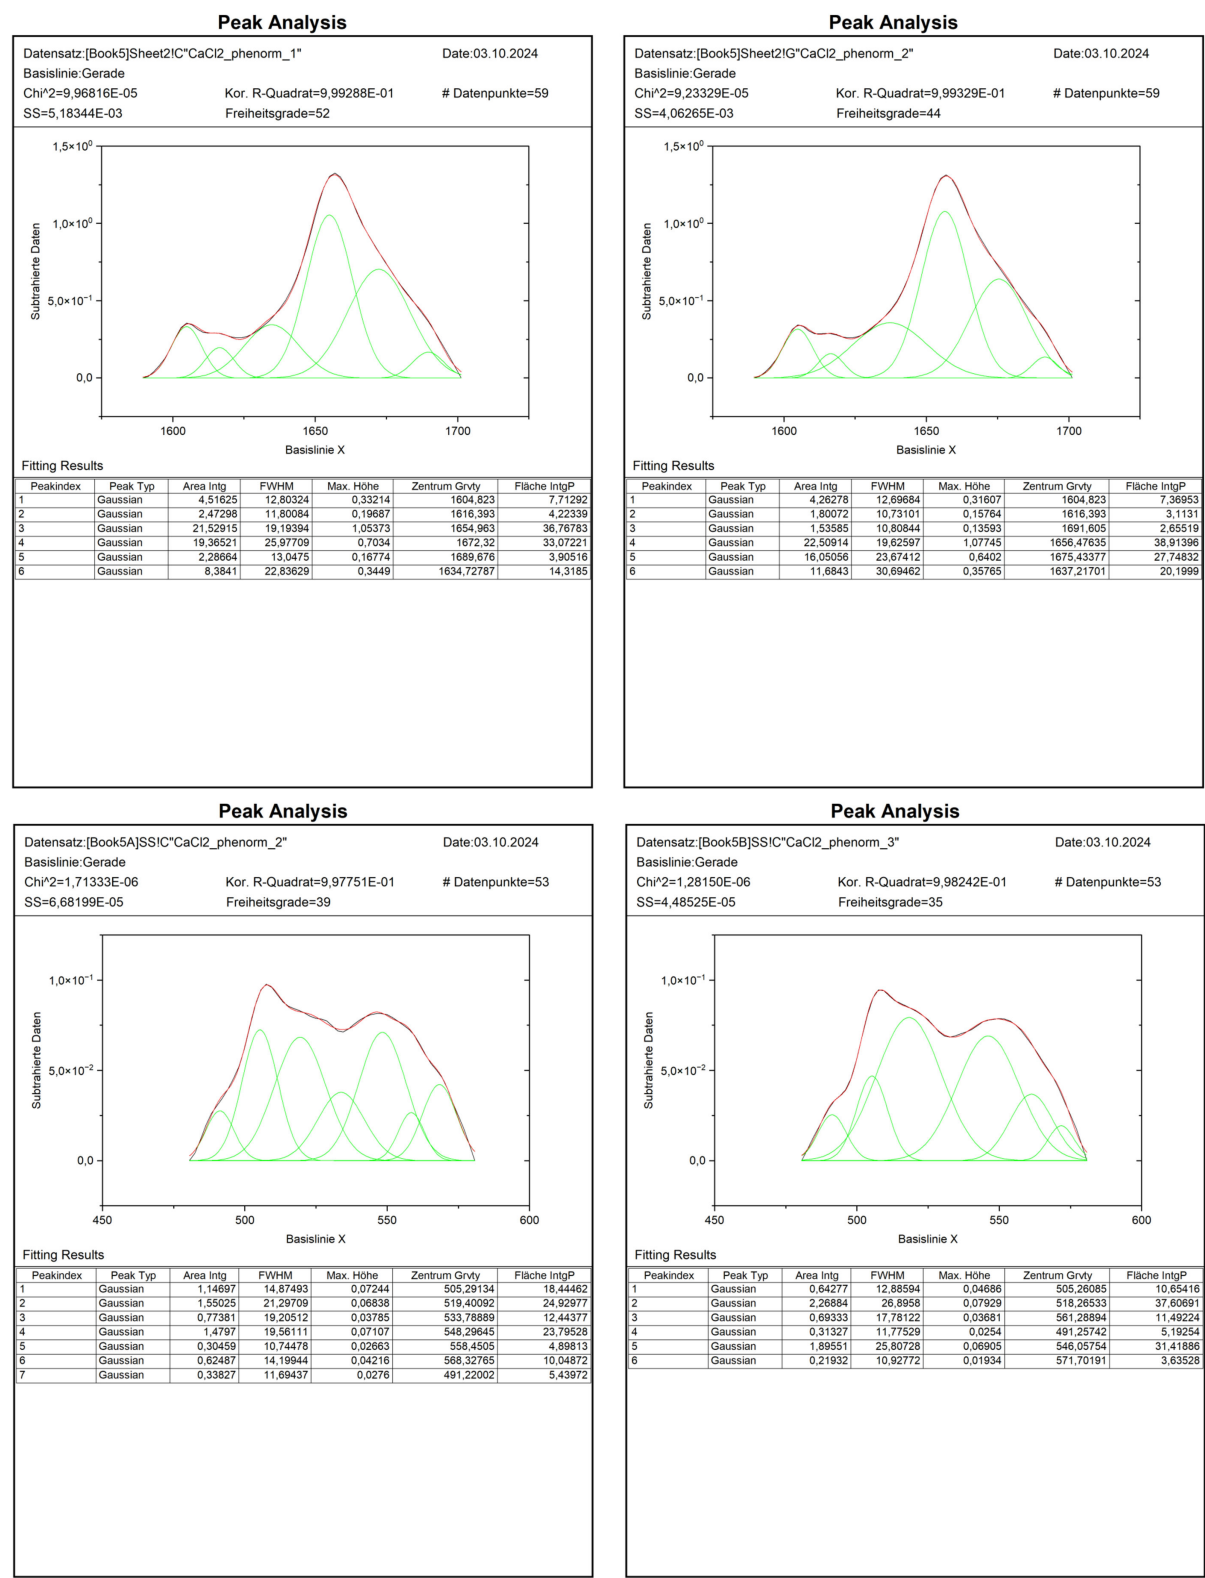 Peak Analysis
Datensatz:[Book5]Sheet2!C"CaCl2_phenorm_1" Date:03.10.2024
Basislinie:Gerade
Chi^2=9,96816E-05 Kor. R-Quadrat=9,99288E-01 # Datenpunkte=59
SS=5,18344E-03 Freiheitsgrade=52
1,5×10⁰
1,0×10⁰
5,0×10⁻¹
0,0
Subtrahierte Daten
1600 1650 1700
Basislinie X
Fitting Results
Peakindex Peak Typ Area Intg FWHM Max. Höhe Zentrum Grvty Fläche IntgP
1 Gaussian 4,51625 12,80324 0,33214 1604,823 7,71292
2 Gaussian 2,47298 11,80084 0,19687 1616,393 4,22339
3 Gaussian 21,52915 19,19394 1,05373 1654,963 36,76783
4 Gaussian 19,36521 25,97709 0,7034 1672,32 33,07221
5 Gaussian 2,28664 13,0475 0,16774 1689,676 3,90516
6 Gaussian 8,3841 22,83629 0,3449 1634,72787 14,3185
Peak Analysis
Datensatz:[Book5]Sheet2!G"CaCl2_phenorm_2" Date:03.10.2024
Basislinie:Gerade
Chi^2=9,23329E-05 Kor. R-Quadrat=9,99329E-01 # Datenpunkte=59
SS=4,06265E-03 Freiheitsgrade=44
1,5×10⁰
1,0×10⁰
5,0×10⁻¹
0,0
Subtrahierte Daten
1600 1650 1700
Basislinie X
Fitting Results
Peakindex Peak Typ Area Intg FWHM Max. Höhe Zentrum Grvty Fläche IntgP
1 Gaussian 4,26278 12,69684 0,31607 1604,823 7,36953
2 Gaussian 1,80072 10,73101 0,15764 1616,393 3,1131
3 Gaussian 1,53585 10,80844 0,13593 1691,605 2,65519
4 Gaussian 22,50914 19,62597 1,07745 1656,47635 38,91396
5 Gaussian 16,05056 23,67412 0,6402 1675,43377 27,74832
6 Gaussian 11,6843 30,69462 0,35765 1637,21701 20,1999
Peak Analysis
Datensatz:[Book5A]SS!C"CaCl2_phenorm_2" Date:03.10.2024
Basislinie:Gerade
Chi^2=1,71333E-06 Kor. R-Quadrat=9,97751E-01 # Datenpunkte=53
SS=6,68199E-05 Freiheitsgrade=39
1,0×10⁻¹
5,0×10⁻²
0,0
Subtrahierte Daten
450 500 550 600
Basislinie X
Fitting Results
Peakindex Peak Typ Area Intg FWHM Max. Höhe Zentrum Grvty Fläche IntgP
1 Gaussian 1,14697 14,87493 0,07244 505,29134 18,44462
2 Gaussian 1,55025 21,29709 0,06838 519,40092 24,92977
3 Gaussian 0,77381 19,20512 0,03785 533,78889 12,44377
4 Gaussian 1,4797 19,56111 0,07107 548,29645 23,79528
5 Gaussian 0,30459 10,74478 0,02663 558,4505 4,89813
6 Gaussian 0,62487 14,19944 0,04216 568,32765 10,04872
7 Gaussian 0,33827 11,69437 0,0276 491,22002 5,43972
Peak Analysis
Datensatz:[Book5B]SS!C"CaCl2_phenorm_3" Date:03.10.2024
Basislinie:Gerade
Chi^2=1,28150E-06 Kor. R-Quadrat=9,98242E-01 # Datenpunkte=53
SS=4,48525E-05 Freiheitsgrade=35
1,0×10⁻¹
5,0×10⁻²
0,0
Subtrahierte Daten
450 500 550 600
Basislinie X
Fitting Results
Peakindex Peak Typ Area Intg FWHM Max. Höhe Zentrum Grvty Fläche IntgP
1 Gaussian 0,64277 12,88594 0,04686 505,26085 10,65416
2 Gaussian 2,26884 26,8958 0,07929 518,26533 37,60691
3 Gaussian 0,69333 17,78122 0,03681 561,28894 11,49224
4 Gaussian 0,31327 11,77529 0,0254 491,25742 5,19254
5 Gaussian 1,89551 25,80728 0,06905 546,05754 31,41886
6 Gaussian 0,21932 10,92772 0,01934 571,70191 3,63528